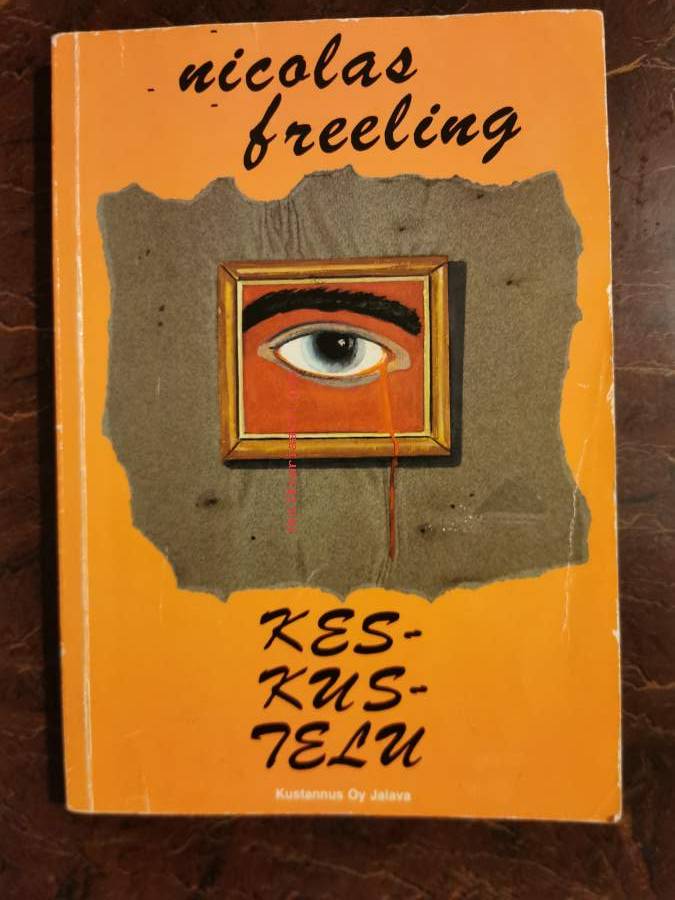 nicolas
freeling
KES-
KUS-
TELU
Kustannus Oy Jalava